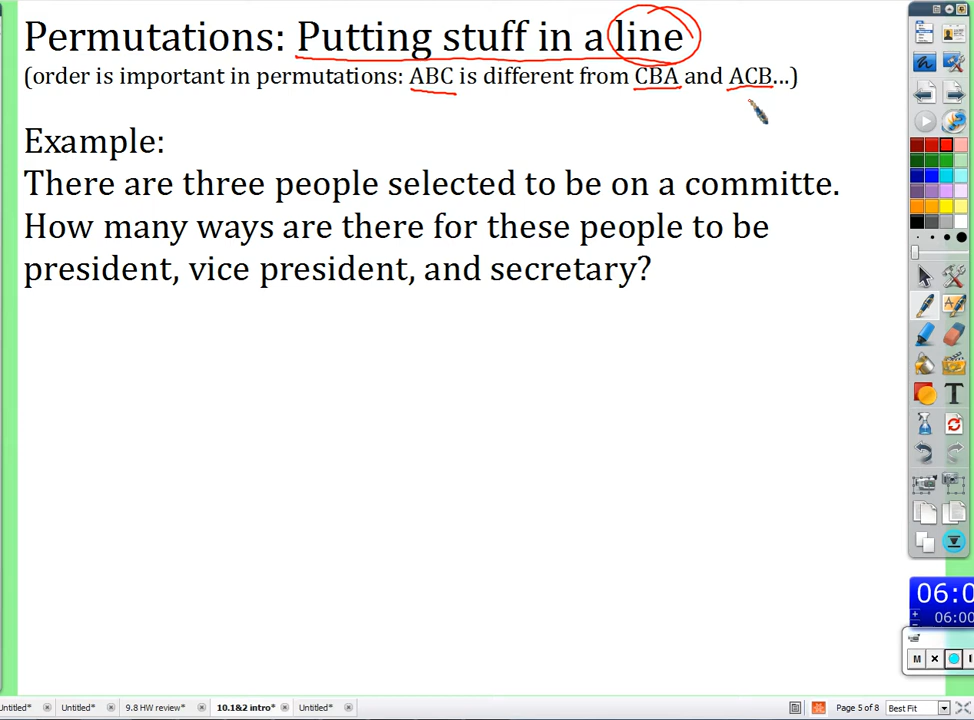 Permutations: Putting stuff in a line
(order is important in permutations: ABC is different from CBA and ACB...)
Example:
There are three people selected to be on a committe.
How many ways are there for these people to be
president, vice president, and secretary?
T
06:0
06:00
M
Untitled*
Untitled*
9.8 HW review*
10.1&2 intro*
Untitled*
Page 5 of 8
Best Fit